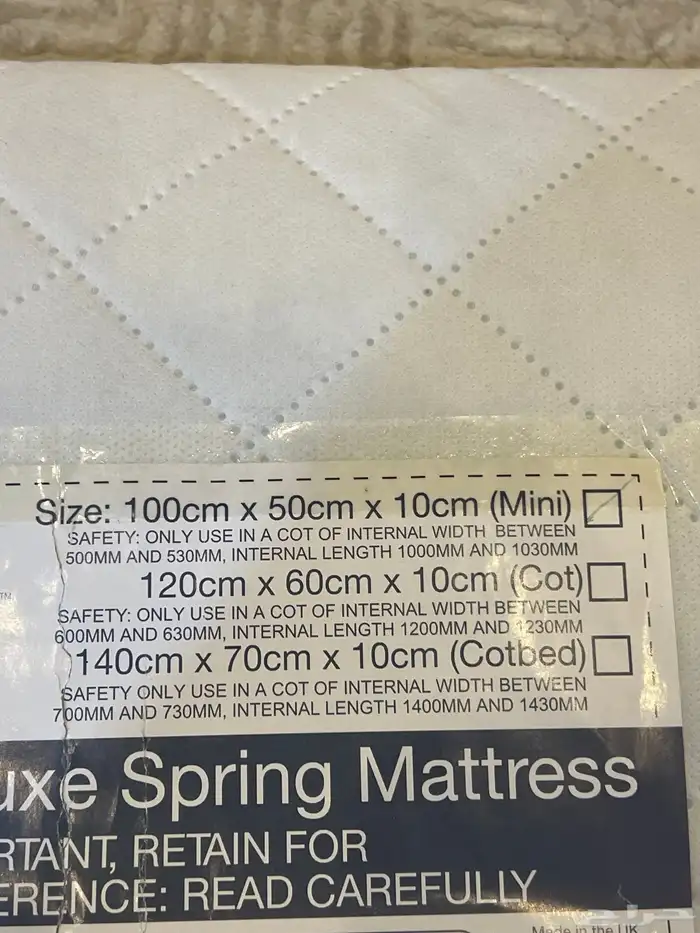 Size: 100cm x 50cm x 10cm (Mini)
SAFETY: ONLY USE IN A COT OF INTERNAL WIDTH BETWEEN
500MM AND 530MM, INTERNAL LENGTH 1000MM AND 1030MM
120cm x 60cm x 10cm (Cot)
TM
SAFETY: ONLY USE IN A COT OF INTERNAL WIDTH BETWEEN
600MM AND 630MM, INTERNAL LENGTH 1200MM AND 1230MM
140cm x 70cm x 10cm (Cotbed)
SAFETY ONLY USE IN A COT OF INTERNAL WIDTH BETWEEN
700MM AND 730MM, INTERNAL LENGTH 1400MM AND 1430MM
uxe Spring Mattress
RTANT, RETAIN FOR
ERENCE: READ CAREFULLY
Made in the UK
حراج